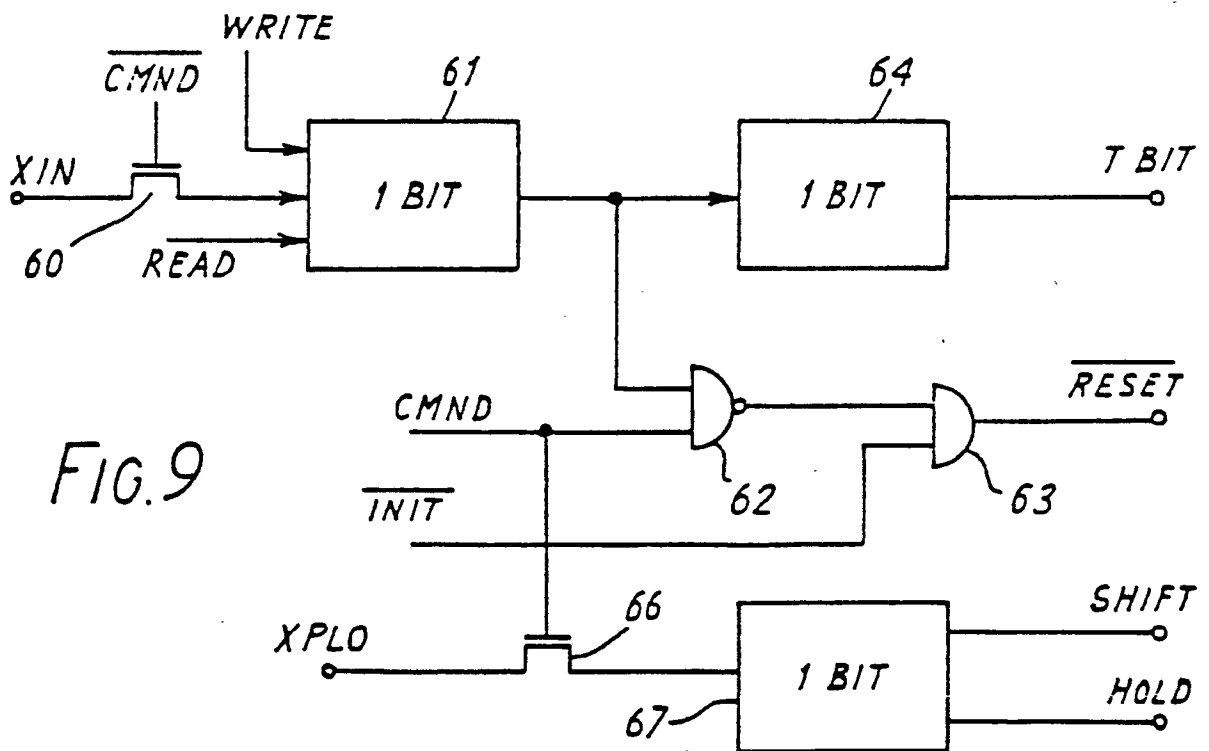 WRITE
CMND
61
64
XIN
1 BIT
1 BIT
T BIT
60
READ
CMND
RESET
FIG. 9
62
63
INIT
XPLO
66
SHIFT
1 BIT
67
HOLD